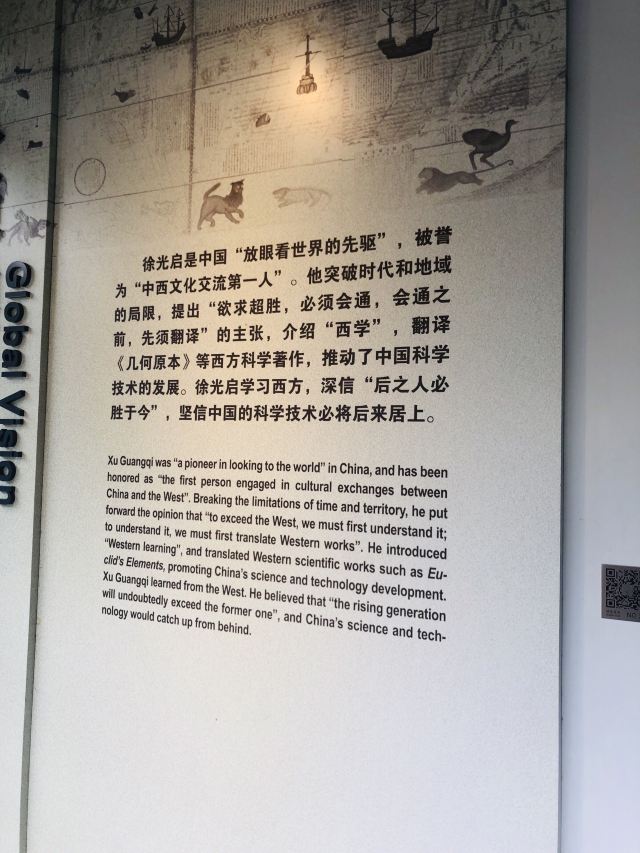 Global Vision
徐光启是中国“放眼看世界的先驱”，被誉
为“中西文化交流第一人”。他突破时代和地域
的局限，提出“欲求超胜，必须会通，会通之
前，先须翻译”的主张，介绍“西学”，翻译
《几何原本》等西方科学著作，推动了中国科学
技术的发展。徐光启学习西方，深信“后之人必
胜于今”，坚信中国的科学技术必将后来居上。
Xu Guangqi was “a pioneer in looking to the world” in China, and has been
honored as “the first person engaged in cultural exchanges between
China and the West”. Breaking the limitations of time and territory, he put
forward the opinion that “to exceed the West, we must first understand it;
to understand it, we must first translate Western works”. He introduced
“Western learning”, and translated Western scientific works such as Eu-
clid’s Elements, promoting China’s science and technology development.
Xu Guangqi learned from the West. He believed that “the rising generation
will undoubtedly exceed the former one”, and China’s science and tech-
nology would catch up from behind.